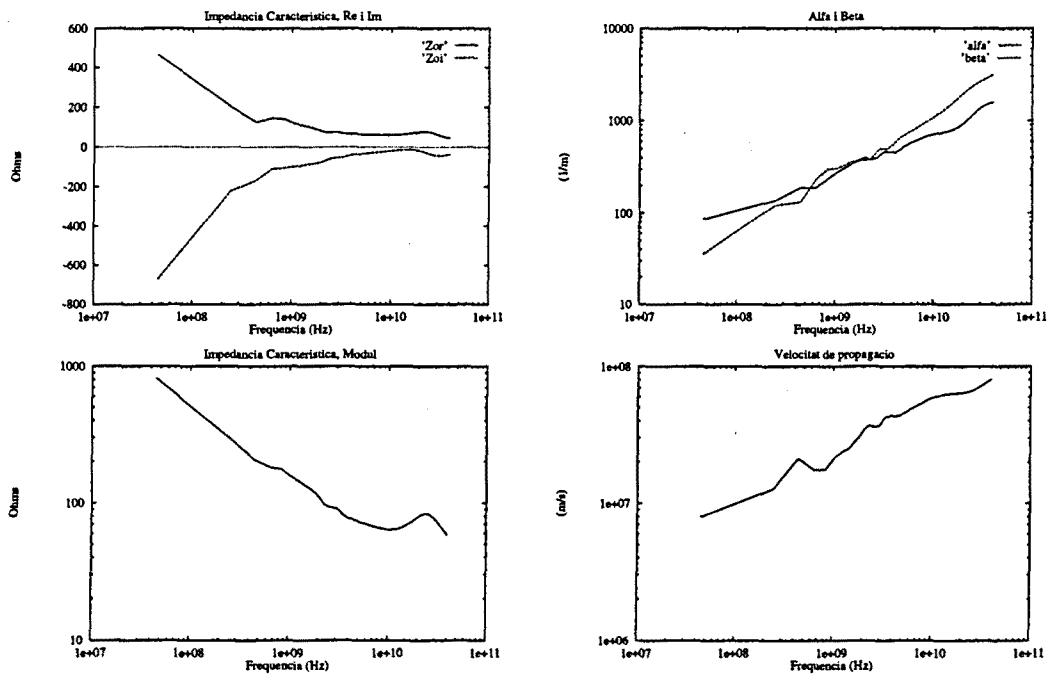 Impedancia Caracteristica, Re i Im
600
400
200
0
-200
-400
-600
-800
Ohms
'Zor'
'Zoi'
1e+07
1e+08
1e+09
1e+10
1e+11
Frequencia (Hz)
Alfa i Beta
10000
1000
100
10
(1/m)
'alfa'
'beta'
1e+07
1e+08
1e+09
1e+10
1e+11
Frequencia (Hz)
Impedancia Caracteristica, Modul
1000
100
10
Ohms
1e+07
1e+08
1e+09
1e+10
1e+11
Frequencia (Hz)
Velocitat de propagacio
1e+08
1e+07
1e+06
(m/s)
1e+07
1e+08
1e+09
1e+10
1e+11
Frequencia (Hz)